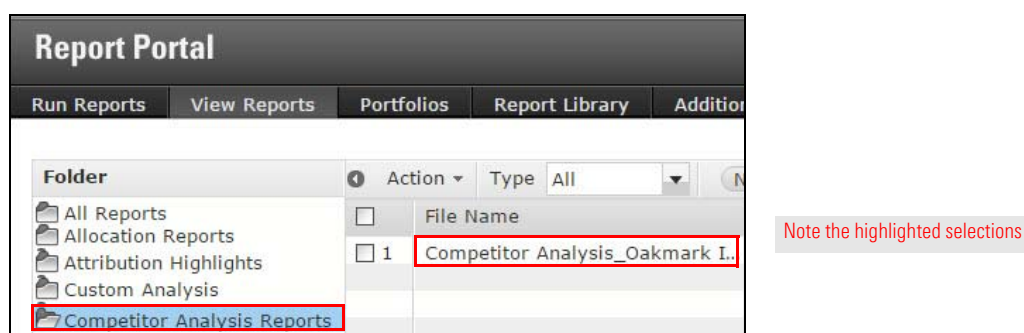 Report Portal
Run Reports View Reports Portfolios Report Library Addition
Folder
Action Type All N
All Reports
Allocation Reports
Attribution Highlights
Custom Analysis
Competitor Analysis Reports
File Name
1 Competitor Analysis_Oakmark I..
Note the highlighted selections